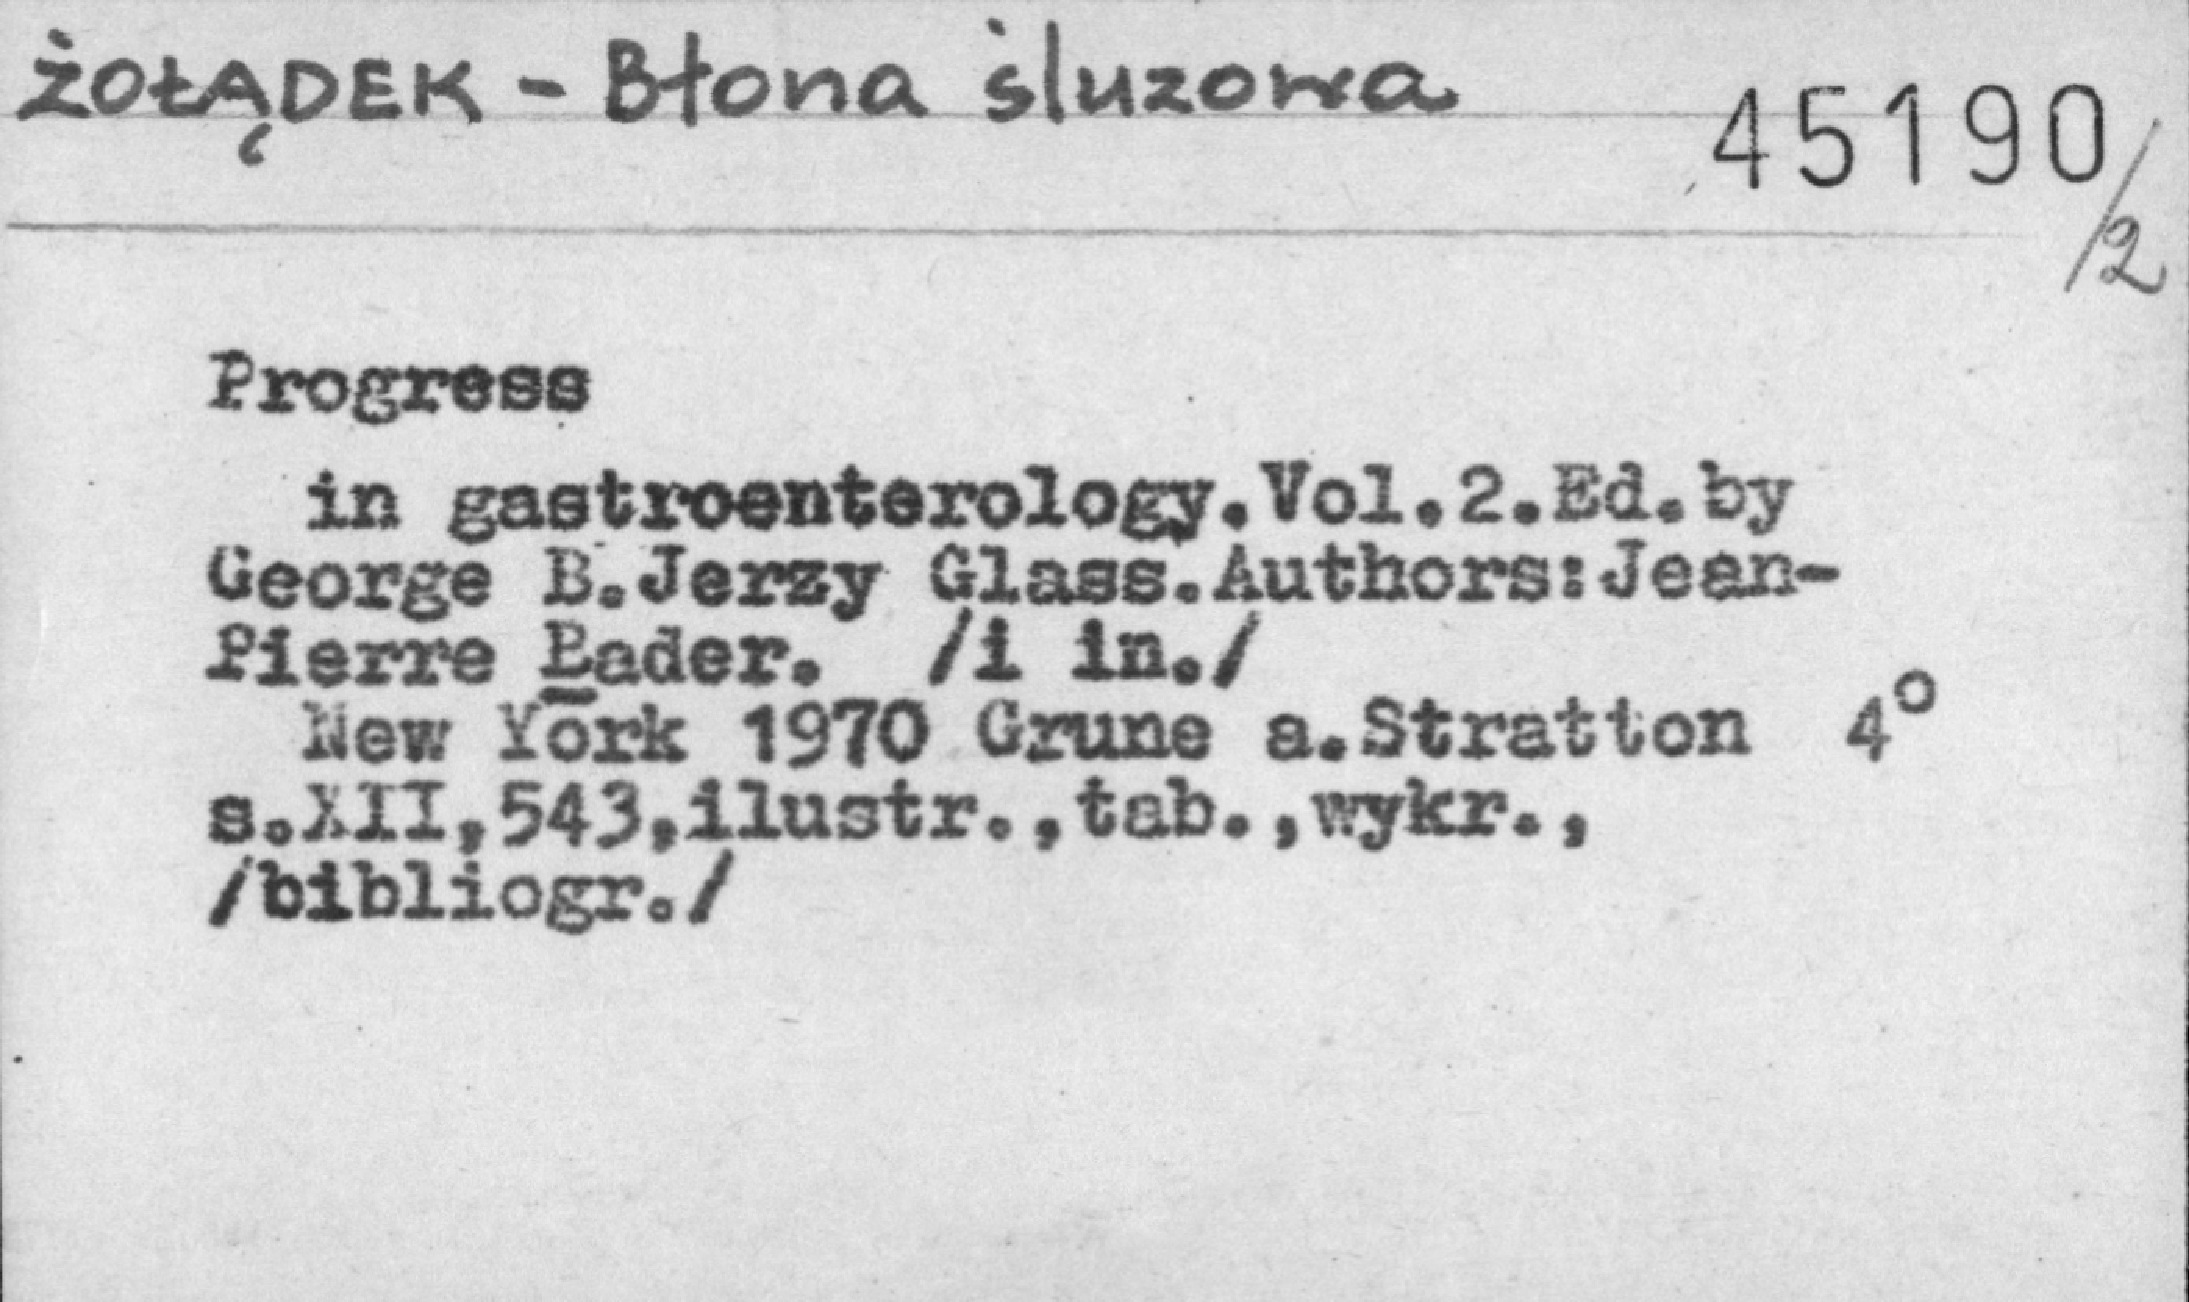 ŻOŁĄDEK - Błona śluzowa
45190/2
Progress
in gastroenterology.Vol.2.Ed.by
George B.Jerzy Glass.Authors:Jean-
Pierre Bader. /i in./
New York 1970 Grune a.Stratton 4°
s.XII,543,ilustr.,tab.,wykr.,
/bibliogr./